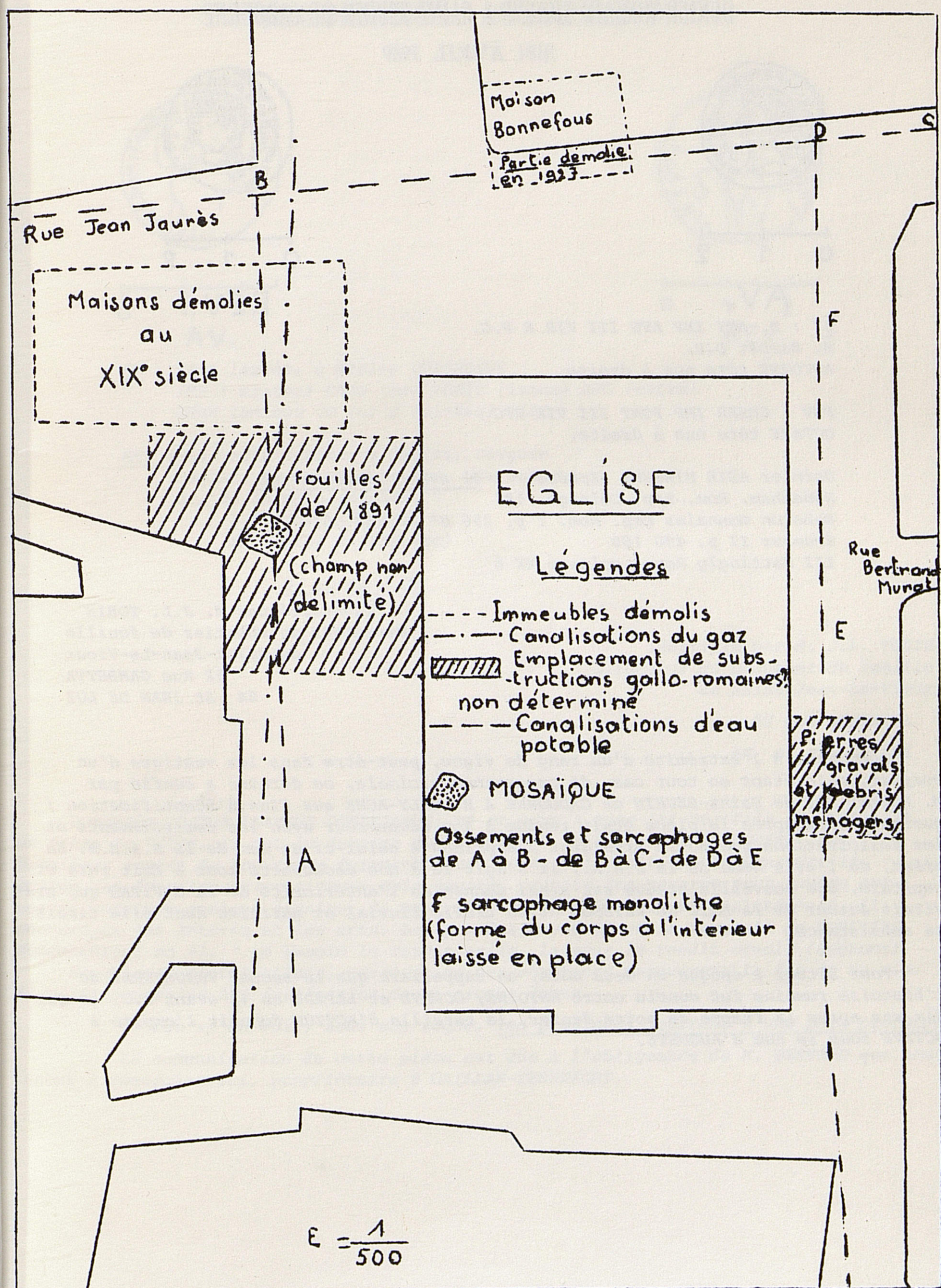 Maison
Bonnefous
Partie démolie
en 1937
D
C
B
Rue Jean Jaurès
Maisons démolies
au
XIXe siècle
F
EGLISE
fouilles
de 1891
(champ non
délimité)
Légendes
Immeubles démolis
Canalisations du gaz
Emplacement de subs-
-tructions gallo-romaines?
non déterminé
Canalisations d'eau
potable
MOSAÏQUE
Ossements et sarcophages
de A à B - de B à C - de D à E
F sarcophage monolithe
(forme du corps à l'intérieur
laissé en place)
Rue
Bertrand
Murat
E
Pierres
gravats
et débris
ménagers
A
E = 1
500